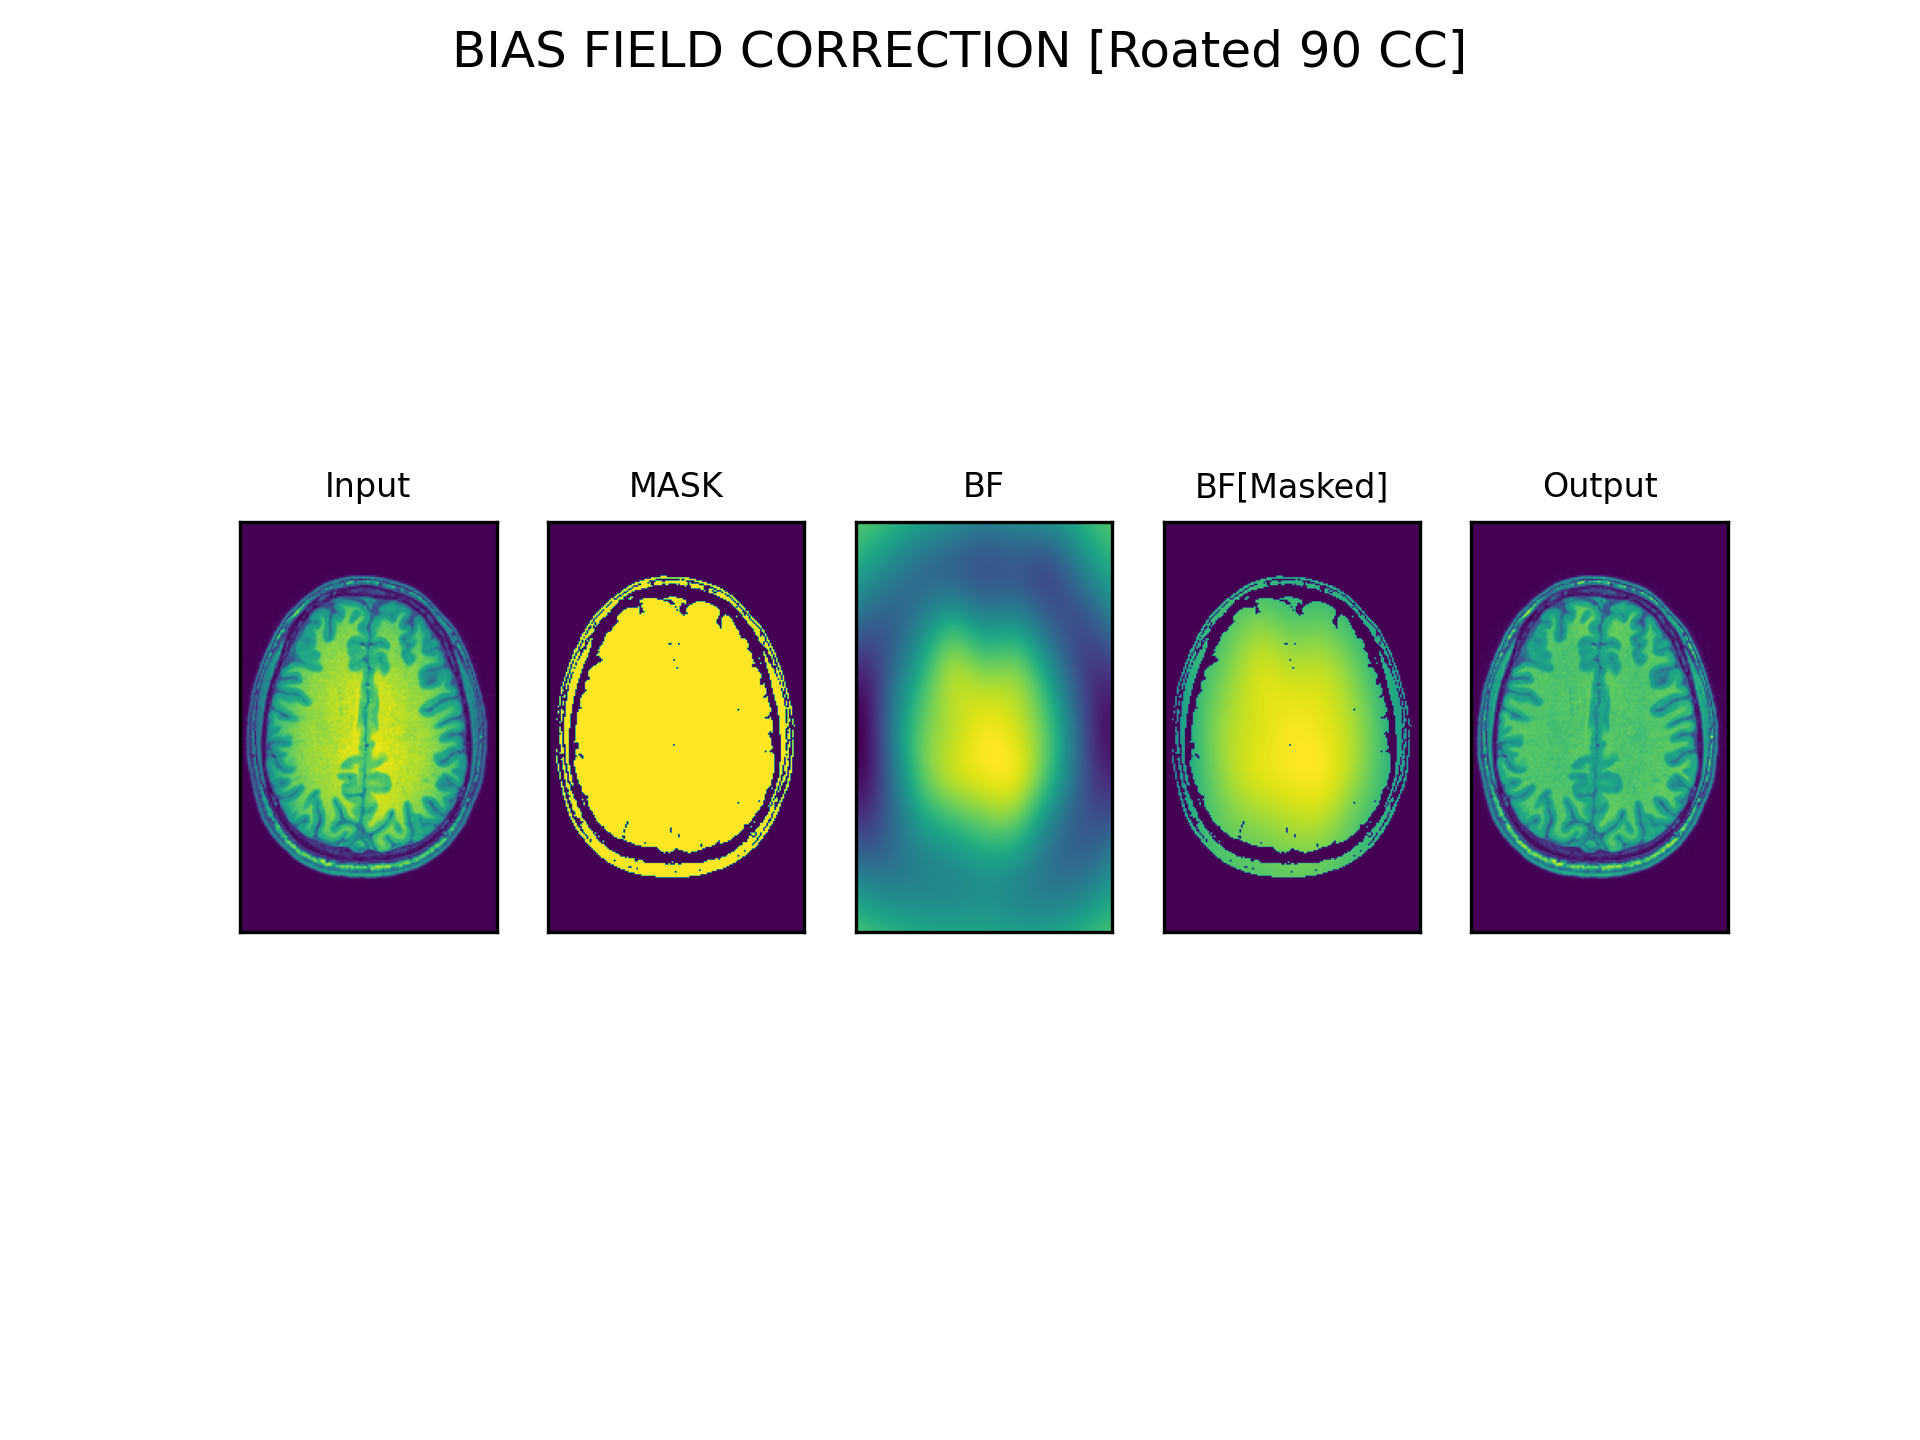 BIAS FIELD CORRECTION [Roated 90 CC]
Input
MASK
BF
BF[Masked]
Output